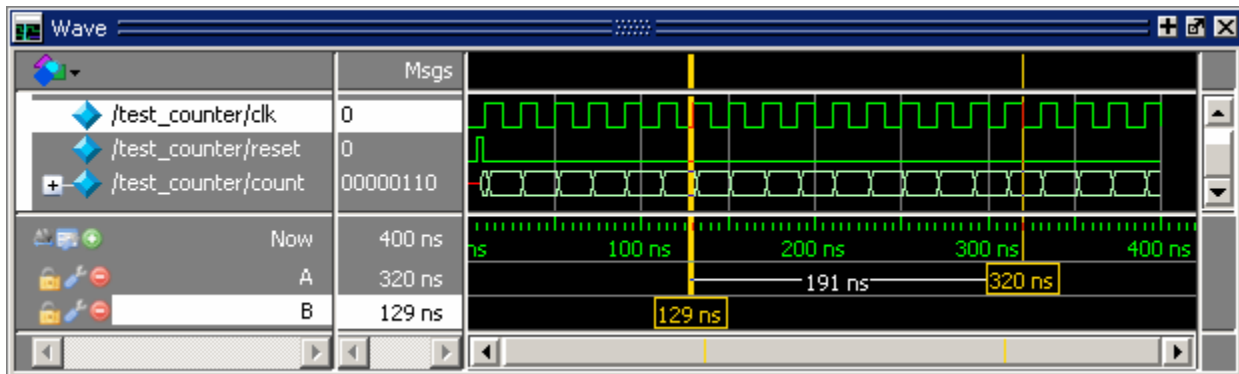 Wave
Msgs
/test_counter/clk 0
/test_counter/reset 0
/test_counter/count 00000110
Now 400 ns ns 100 ns 200 ns 300 ns 400 ns
A 320 ns 191 ns 320 ns
B 129 ns 129 ns